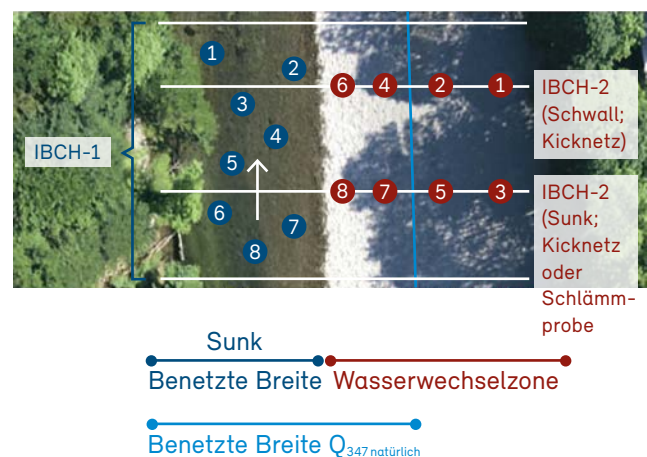 1
2
6 4 2 1
IBCH-2
(Schwall;
Kicknetz)
3
4
IBCH-1
5
8 7 5 3
IBCH-2
(Sunk;
Kicknetz
oder
Schlämm-
probe
6
7
8
Sunk
Benetzte Breite
Wasserwechselzone
Benetzte Breite Q347 natürlich